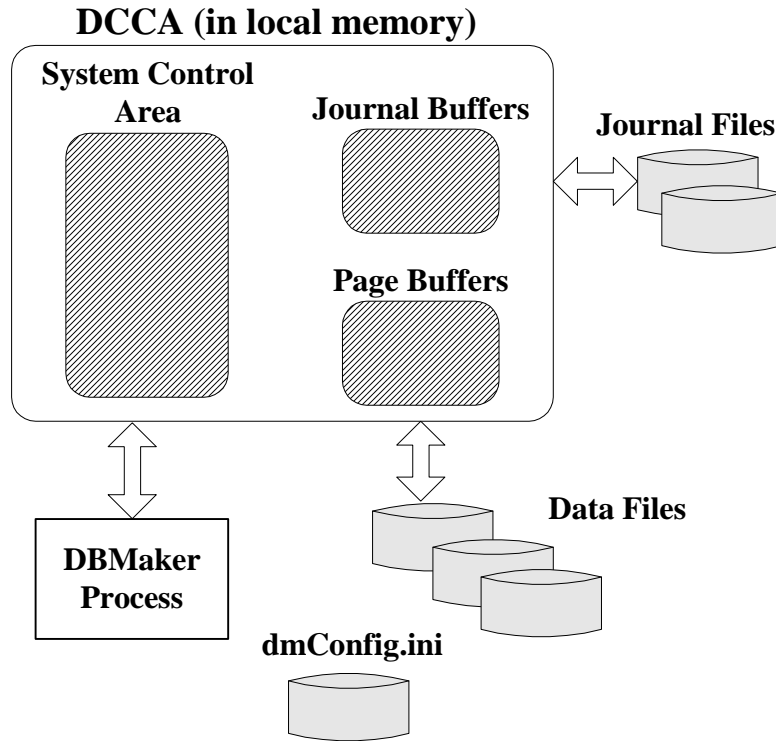 DCCA (in local memory)
System Control
Area
Journal Buffers
Journal Files
Page Buffers
Data Files
DBMaker
Process
dmConfig.ini